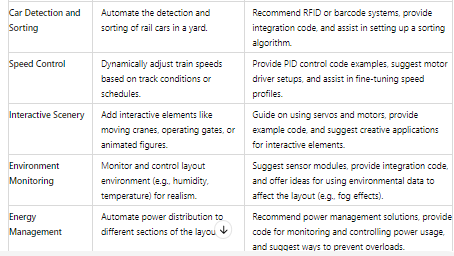 Car Detection and Sorting
Automate the detection and sorting of rail cars in a yard.
Recommend RFID or barcode systems, provide integration code, and assist in setting up a sorting algorithm.
Speed Control
Dynamically adjust train speeds based on track conditions or schedules.
Provide PID control code examples, suggest motor driver setups, and assist in fine-tuning speed profiles.
Interactive Scenery
Add interactive elements like moving cranes, operating gates, or animated figures.
Guide on using servos and motors, provide example code, and suggest creative applications for interactive elements.
Environment Monitoring
Monitor and control layout environment (e.g., humidity, temperature) for realism.
Suggest sensor modules, provide integration code, and offer ideas for using environmental data to affect the layout (e.g., fog effects).
Energy Management
Automate power distribution to different sections of the
Recommend power management solutions, provide code for monitoring and controlling power usage, and suggest ways to prevent overloads.